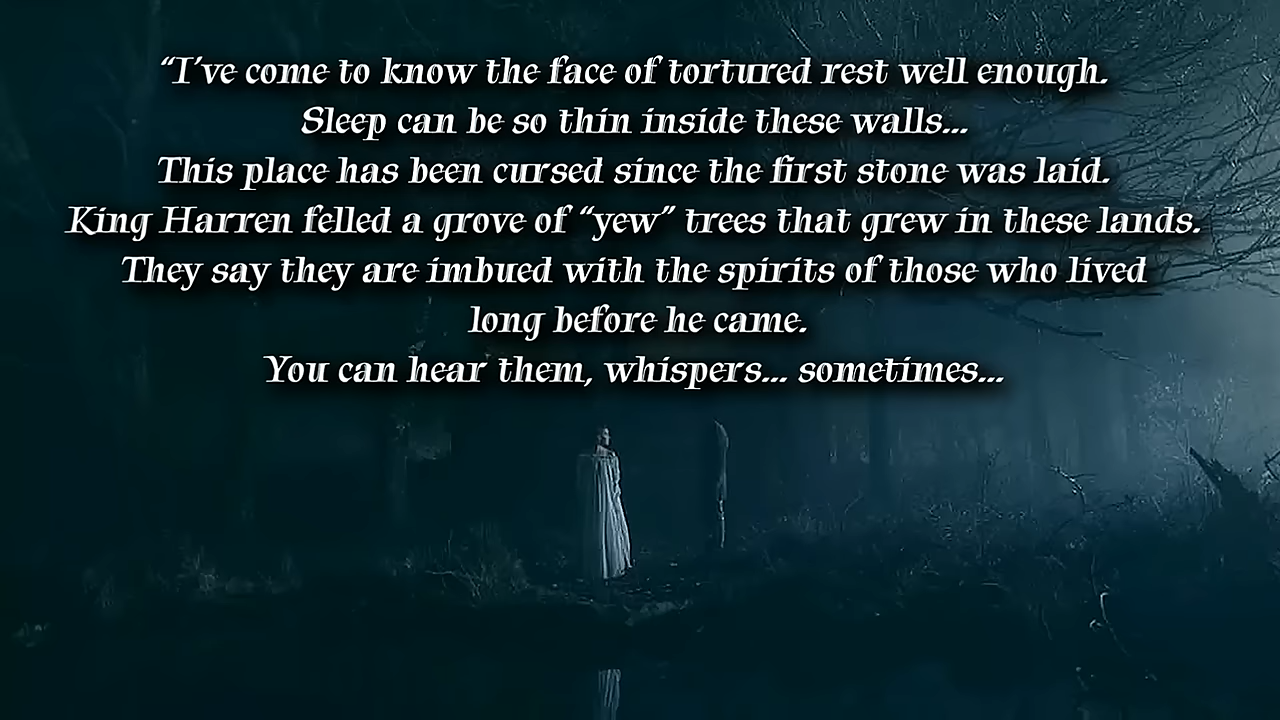 “I’ve come to know the face of tortured rest well enough.
Sleep can be so thin inside these walls...
This place has been cursed since the first stone was laid.
King Harren felled a grove of “yew” trees that grew in these lands.
They say they are imbued with the spirits of those who lived
long before he came.
You can hear them, whispers... sometimes...